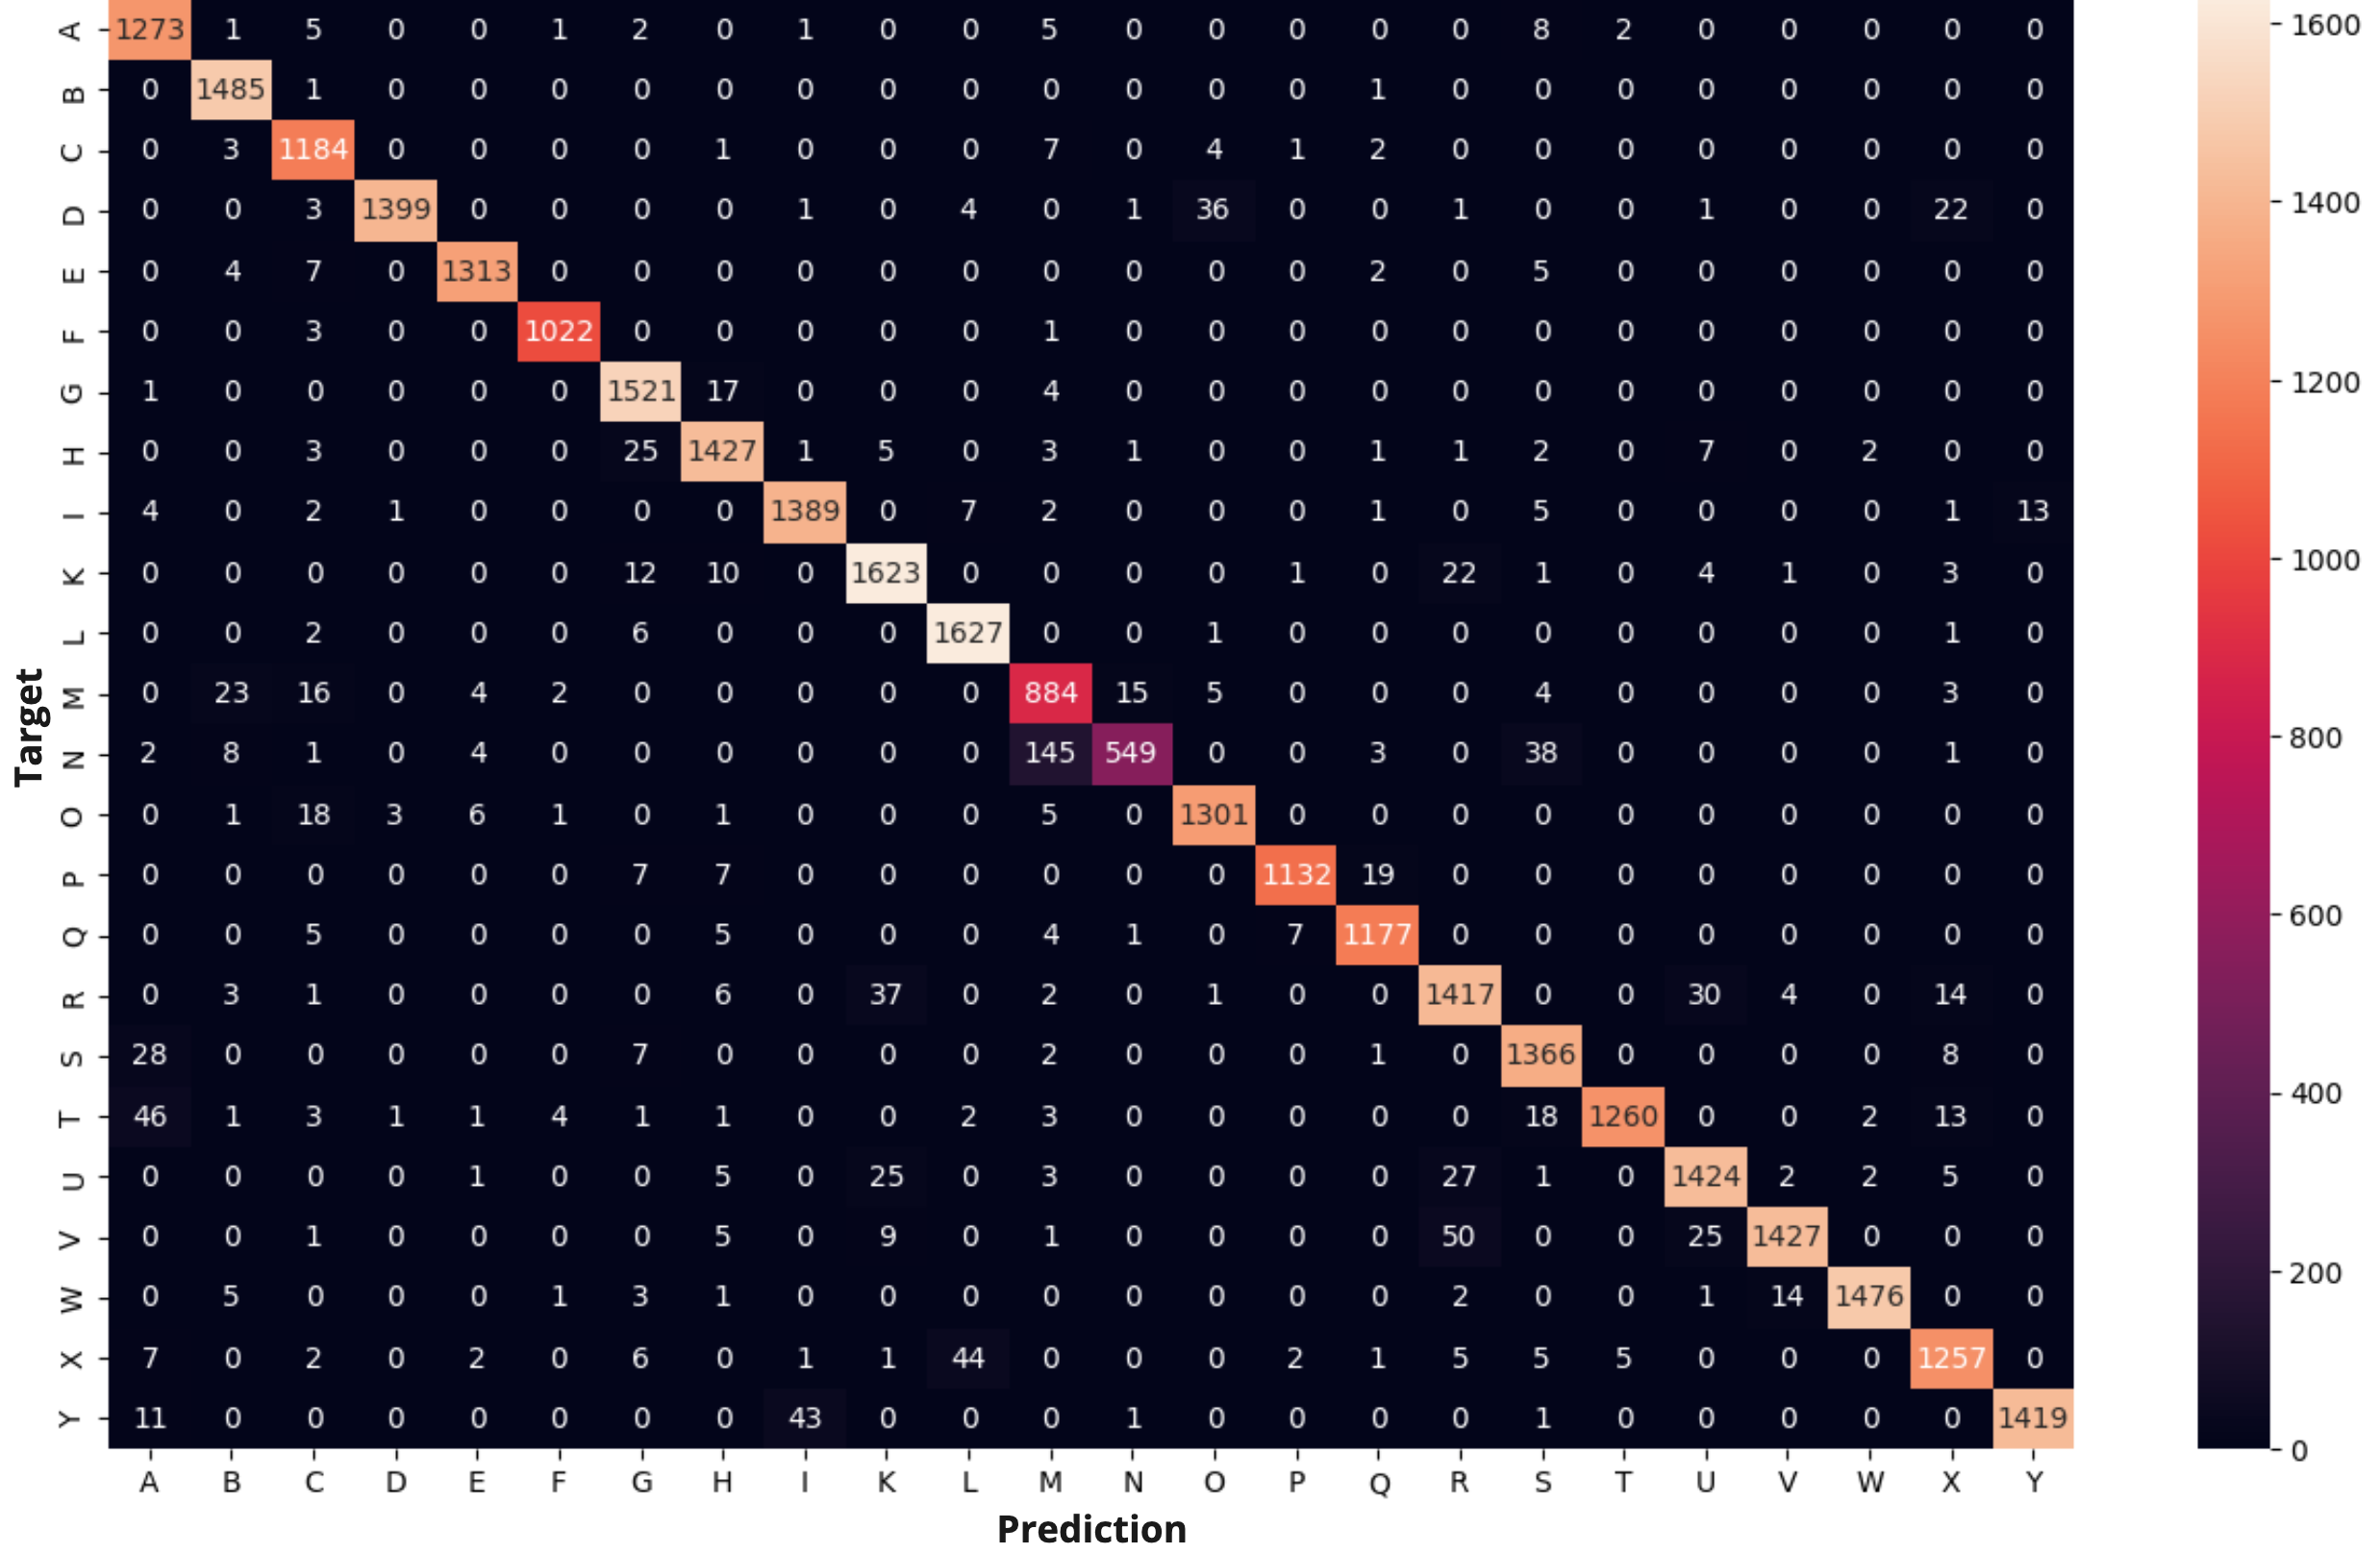 A 1273 1 5 0 0 1 2 0 1 0 0 5 0 0 0 0 0 8 2 0 0 0 0 0 1600
B 0 1485 1 0 0 0 0 0 0 0 0 0 0 0 0 1 0 0 0 0 0 0 0 0
C 0 3 1184 0 0 0 0 1 0 0 0 7 0 4 1 2 0 0 0 0 0 0 0 0
D 0 0 3 1399 0 0 0 0 1 0 4 0 1 36 0 0 1 0 0 1 0 0 22 0 1400
E 0 4 7 0 1313 0 0 0 0 0 0 0 0 0 0 2 0 5 0 0 0 0 0 0
F 0 0 3 0 0 1022 0 0 0 0 0 1 0 0 0 0 0 0 0 0 0 0 0 0
G 1 0 0 0 0 0 1521 17 0 0 0 4 0 0 0 0 0 0 0 0 0 0 0 0 1200
H 0 0 3 0 0 0 25 1427 1 5 0 3 1 0 0 1 1 2 0 7 0 2 0 0
I 4 0 2 1 0 0 0 0 1389 0 7 2 0 0 0 1 0 5 0 0 0 0 1 13
K 0 0 0 0 0 0 12 10 0 1623 0 0 0 0 1 0 22 1 0 4 1 0 3 0 1000
L 0 0 2 0 0 0 6 0 0 0 1627 0 0 1 0 0 0 0 0 0 0 0 1 0
M 0 23 16 0 4 2 0 0 0 0 0 884 15 5 0 0 0 4 0 0 0 0 3 0
Target
N 2 8 1 0 4 0 0 0 0 0 0 145 549 0 0 3 0 38 0 0 0 0 1 0 800
O 0 1 18 3 6 1 0 1 0 0 0 5 0 1301 0 0 0 0 0 0 0 0 0 0
P 0 0 0 0 0 0 7 7 0 0 0 0 0 0 1132 19 0 0 0 0 0 0 0 0
Q 0 0 5 0 0 0 0 5 0 0 0 4 1 0 7 1177 0 0 0 0 0 0 0 0 600
R 0 3 1 0 0 0 0 6 0 37 0 2 0 1 0 0 1417 0 0 30 4 0 14 0
S 28 0 0 0 0 0 7 0 0 0 0 2 0 0 0 1 0 1366 0 0 0 0 8 0
T 46 1 3 1 1 4 1 1 0 0 2 3 0 0 0 0 0 18 1260 0 0 2 13 0 400
U 0 0 0 0 1 0 0 5 0 25 0 3 0 0 0 0 27 1 0 1424 2 2 5 0
V 0 0 1 0 0 0 0 5 0 9 0 1 0 0 0 0 50 0 0 25 1427 0 0 0
W 0 5 0 0 0 1 3 1 0 0 0 0 0 0 0 0 2 0 0 1 14 1476 0 0 200
X 7 0 2 0 2 0 6 0 1 1 44 0 0 0 2 1 5 5 5 0 0 0 1257 0
Y 11 0 0 0 0 0 0 0 43 0 0 0 1 0 0 0 0 1 0 0 0 0 0 1419 0
A B C D E F G H I K L M N O P Q R S T U V W X Y
Prediction